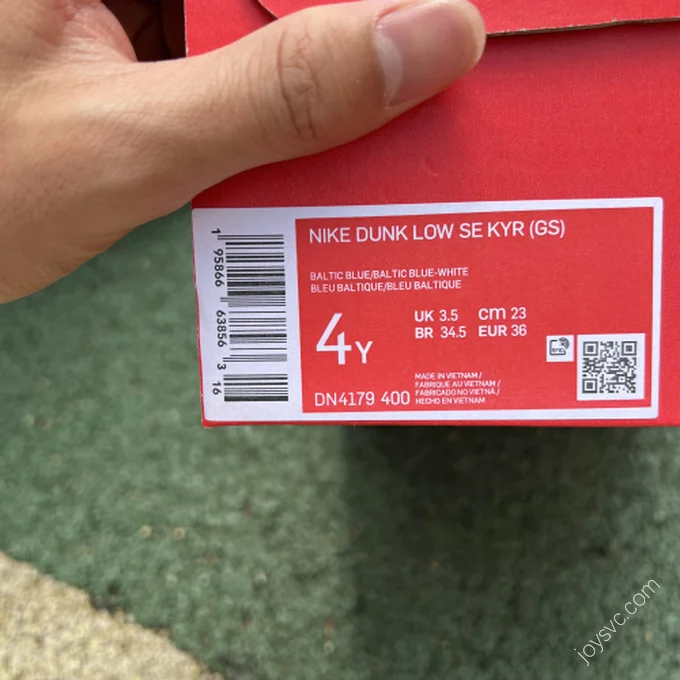 NIKE DUNK LOW SE KYR (GS)
BALTIC BLUE/BALTIC BLUE-WHITE
BLEU BALTIQUE/BLEU BALTIQUE
4Y
UK 3.5 cm 23
BR 34.5 EUR 36
DN4179 400
MADE IN VIETNAM /
FABRIQUE AU VIETNAM /
FABRICADO NO VIETNÃ /
HECHO EN VIETNAM
1 95866 63856 3 16
joysvc.com